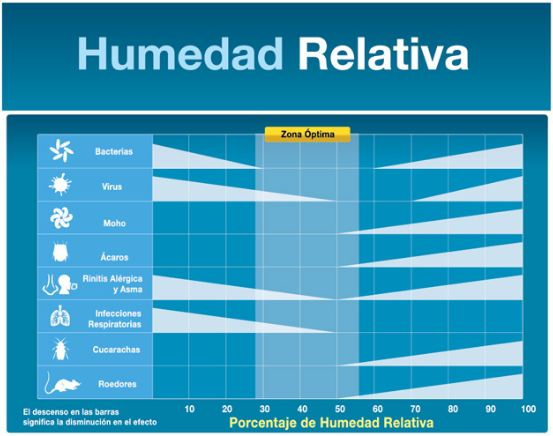 Humedad Relativa
Zona Óptima
Bacterias
Virus
Moho
Ácaros
Rinitis Alérgica
y Asma
Infecciones
Respiratorias
Cucarachas
Roedores
10 20 30 40 50 60 70 80 90 100
El descenso en las barras
significa la disminución en el efecto
Porcentaje de Humedad Relativa